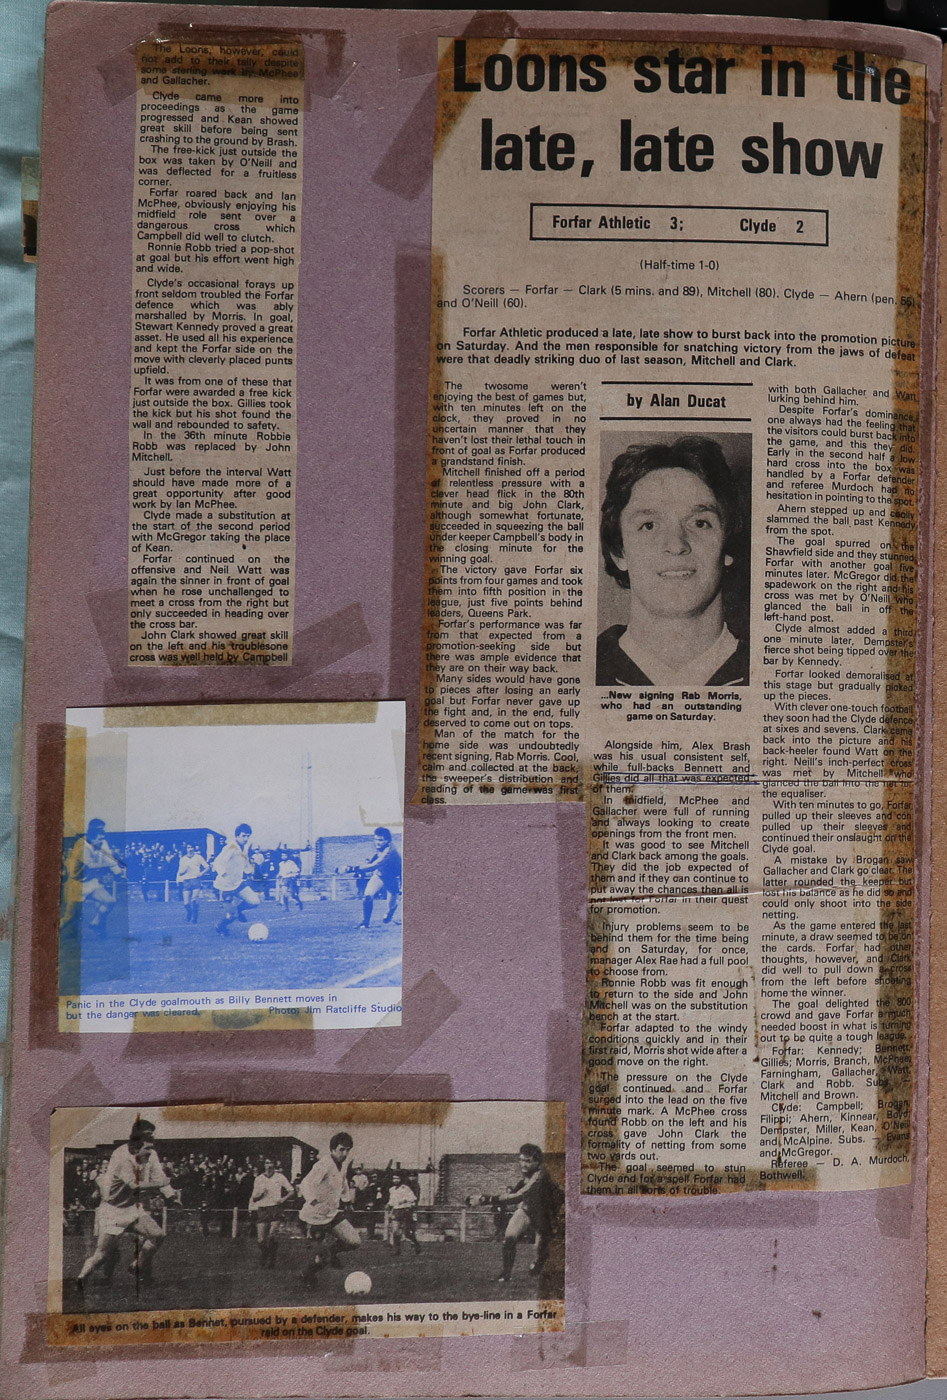 The Loons, however, could
not add to their tally despite
some sterling work by McPhee
and Gallacher.
Clyde came more into
proceedings as the game
progressed and Kean showed
great skill before being sent
crashing to the ground by Brash.
The free-kick just outside the
box was taken by O'Neill and
was deflected for a fruitless
corner.
Forfar roared back and Ian
McPhee, obviously enjoying his
midfield role sent over a
dangerous cross which
Campbell did well to clutch.
Ronnie Robb tried a pop-shot
at goal but his effort went high
and wide.
Clyde's occasional forays up
front seldom troubled the Forfar
defence which was ably
marshalled by Morris. In goal,
Stewart Kennedy proved a great
asset. He used all his experience
and kept the Forfar side on the
move with cleverly placed punts
upfield.
It was from one of these that
Forfar were awarded a free kick
just outside the box. Gillies took
the kick but his shot found the
wall and rebounded to safety.
In the 36th minute Robbie
Robb was replaced by John
Mitchell.
Just before the interval Watt
should have made more of a
great opportunity after good
work by Ian McPhee.
Clyde made a substitution at
the start of the second period
with McGregor taking the place
of Kean.
Forfar continued on the
offensive and Neil Watt was
again the sinner in front of goal
when he rose unchallenged to
meet a cross from the right but
only succeeded in heading over
the cross bar.
John Clark showed great skill
on the left and his troublesome
cross was well held by Campbell
Panic in the Clyde goalmouth as Billy Bennett moves in
but the danger was cleared. Photo: Jim Ratcliffe Studio
All eyes on the ball as Bennet, pursued by a defender, makes his way to the bye-line in a Forfar
raid on the Clyde goal.
Loons star in the
late, late show
Forfar Athletic 3; Clyde 2
(Half-time 1-0)
Scorers — Forfar — Clark (5 mins. and 89), Mitchell (80). Clyde — Ahern (pen. 55)
and O'Neill (60).
Forfar Athletic produced a late, late show to burst back into the promotion picture
on Saturday. And the men responsible for snatching victory from the jaws of defeat
were that deadly striking duo of last season, Mitchell and Clark.
The twosome weren't
enjoying the best of games but,
with ten minutes left on the
clock, they proved in no
uncertain manner that they
haven't lost their lethal touch in
front of goal as Forfar produced
a grandstand finish.
Mitchell finished off a period
of relentless pressure with a
clever head flick in the 80th
minute and big John Clark,
although somewhat fortunate,
succeeded in squeezing the ball
under keeper Campbell's body in
the closing minute for the
winning goal.
The victory gave Forfar six
points from four games and took
them into fifth position in the
league, just five points behind
leaders, Queens Park.
Forfar's performance was far
from that expected from a
promotion-seeking side but
there was ample evidence that
they are on their way back.
Many sides would have gone
to pieces after losing an early
goal but Forfar never gave up
the fight and, in the end, fully
deserved to come out on tops.
Man of the match for the
home side was undoubtedly
recent signing, Rab Morris. Cool,
calm and collected at the back,
the sweeper's distribution and
reading of the game was first
class.
by Alan Ducat
...New signing Rab Morris,
who had an outstanding
game on Saturday.
Alongside him, Alex Brash
was his usual consistent self,
while full-backs Bennett and
Gillies did all that was expected
of them.
In midfield, McPhee and
Gallacher were full of running
and always looking to create
openings from the front men.
It was good to see Mitchell
and Clark back among the goals.
They did the job expected of
them and if they can continue to
put away the chances then all is
not lost for Forfar in their quest
for promotion.
Injury problems seem to be
behind them for the time being
and on Saturday, for once,
manager Alex Rae had a full pool
to choose from.
Ronnie Robb was fit enough
to return to the side and John
Mitchell was on the substitution
bench at the start.
Forfar adapted to the windy
conditions quickly and in their
first raid, Morris shot wide after a
good move on the right.
The pressure on the Clyde
goal continued and Forfar
surged into the lead on the five
minute mark. A McPhee cross
found Robb on the left and his
cross gave John Clark the
formality of netting from some
two yards out.
The goal seemed to stun
Clyde and for a spell Forfar had
them in all sorts of trouble
with both Gallacher and Watt
lurking behind him.
Despite Forfar's dominance,
one always had the feeling that
the visitors could burst back into
the game, and this they did.
Early in the second half a low
hard cross into the box was
handled by a Forfar defender
and referee Murdoch had no
hesitation in pointing to the spot.
Ahern stepped up and coolly
slammed the ball past Kennedy
from the spot.
The goal spurred on the
Shawfield side and they stunned
Forfar with another goal five
minutes later. McGregor did the
spadework on the right and his
cross was met by O'Neill who
glanced the ball in off the
left-hand post.
Clyde almost added a third
one minute later, Dempster's
fierce shot being tipped over the
bar by Kennedy.
Forfar looked demoralised at
this stage but gradually picked
up the pieces.
With clever one-touch football
they soon had the Clyde defence
at sixes and sevens. Clark came
back into the picture and his
back-heeler found Watt on the
right. Neill's inch-perfect cross
was met by Mitchell who
glanced the ball into the net for
the equaliser.
With ten minutes to go, Forfar
pulled up their sleeves and con
pulled up their sleeves and
continued their onslaught on the
Clyde goal.
A mistake by Brogan saw
Gallacher and Clark go clear. The
latter rounded the keeper but
lost his balance as he did so and
could only shoot into the side
netting.
As the game entered the last
minute, a draw seemed to be on
the cards. Forfar had other
thoughts, however, and Clark
did well to pull down a cross
from the left before shooting
home the winner.
The goal delighted the 800
crowd and gave Forfar a much
needed boost in what is turning
out to be quite a tough league.
Forfar: Kennedy; Bennett,
Gillies; Morris, Branch, McPhee,
Farningham, Gallacher, Watt,
Clark and Robb. Subs. —
Mitchell and Brown.
Clyde: Campbell; Brogan,
Filippi; Ahern, Kinnear, Boyd,
Dempster, Miller, Kean, O'Neil
and McAlpine. Subs. — Evans
and McGregor.
Referee — D. A. Murdoch,
Bothwell.